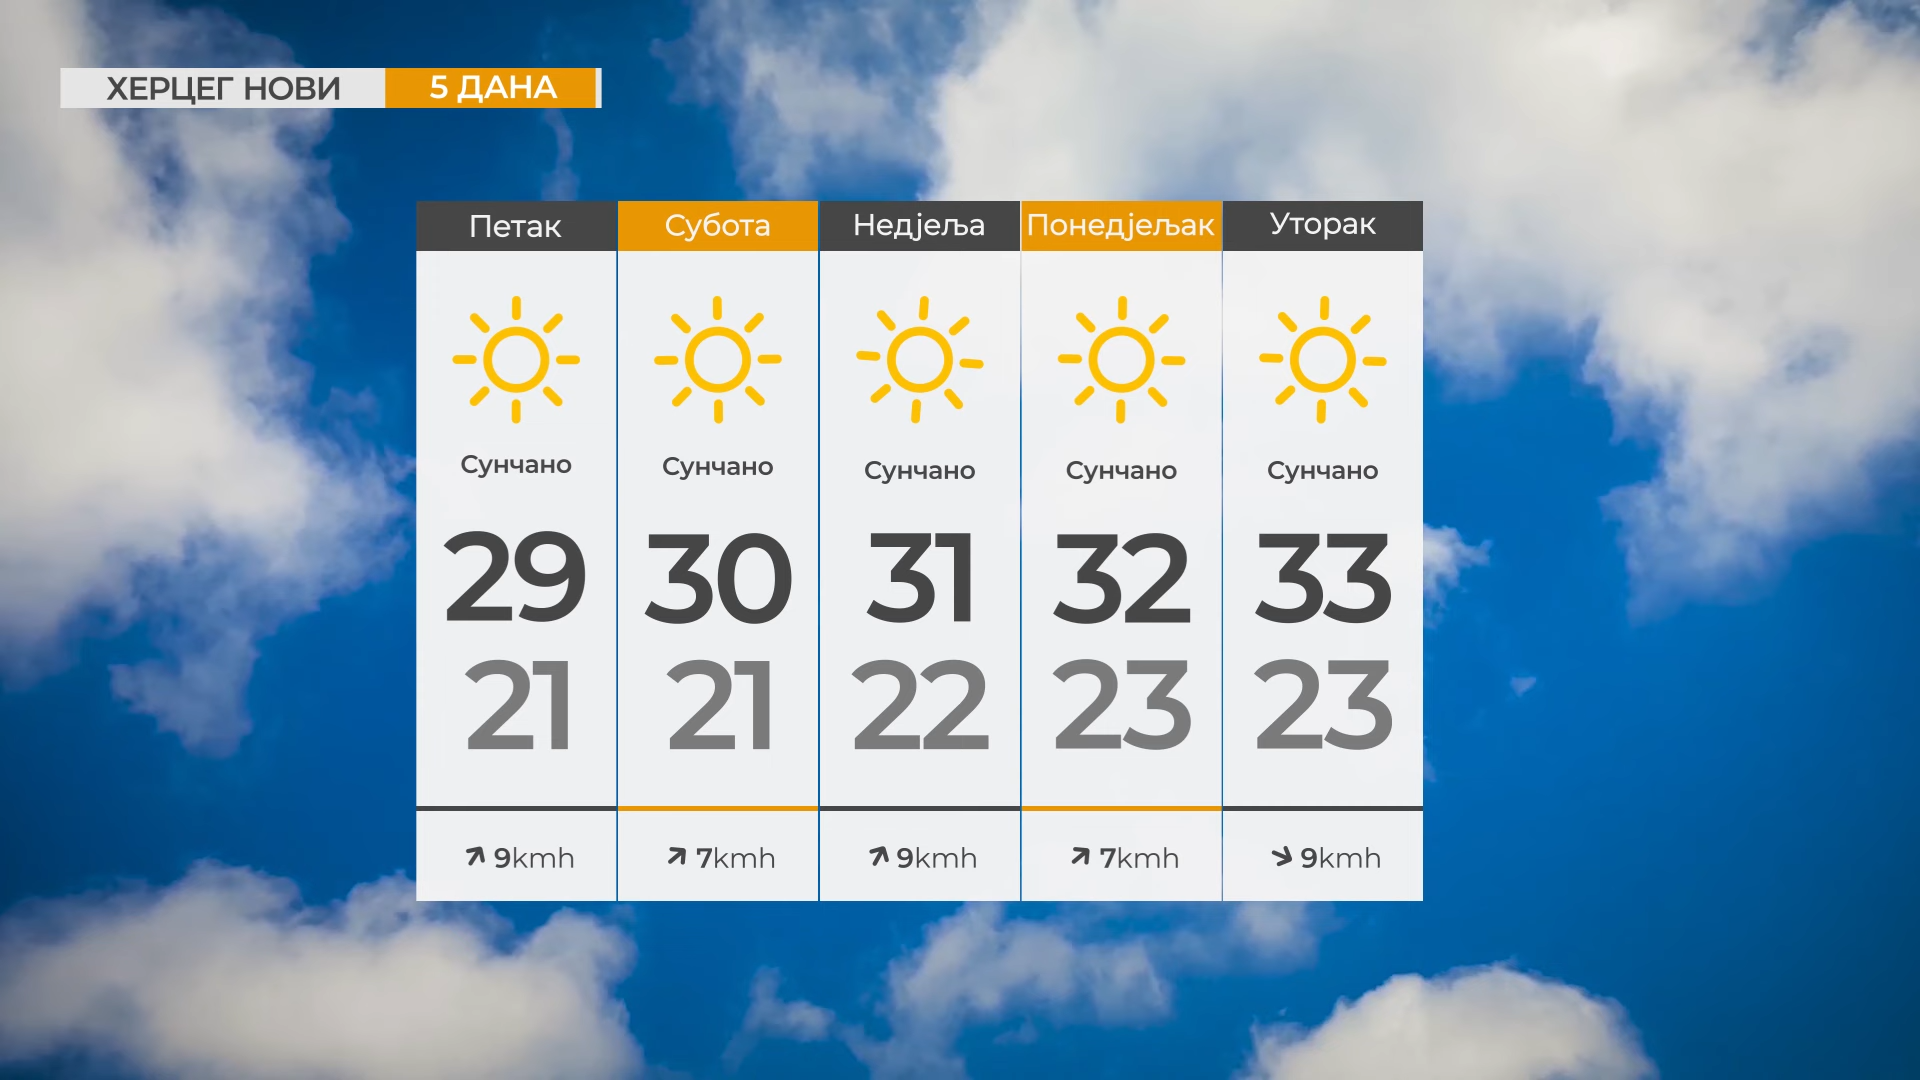 ХЕРЦЕГ НОВИ 5 ДАНА
Петак Субота Недјеља Понедјељак Уторак
Сунчано Сунчано Сунчано Сунчано Сунчано
29 30 31 32 33
21 21 22 23 23
9kmh 7kmh 9kmh 7kmh 9kmh